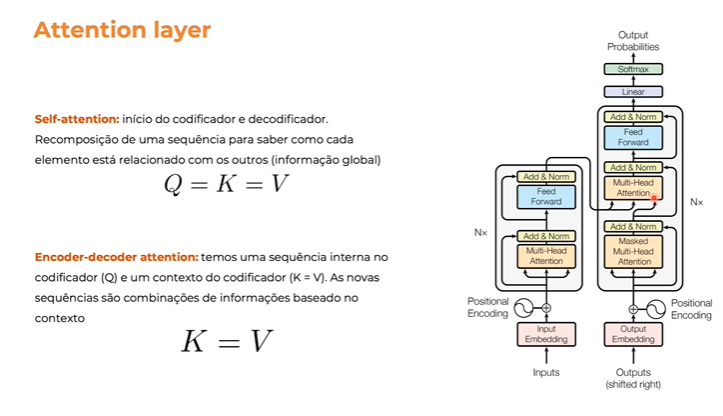 Attention layer
Self-attention: início do codificador e decodificador.
Recomposição de uma sequência para saber como cada
elemento está relacionado com os outros (informação global)
Q = K = V
Encoder-decoder attention: temos uma sequência interna no
codificador (Q) e um contexto do codificador (K = V). As novas
sequências são combinações de informações baseado no
contexto
K = V
Output
Probabilities
Softmax
Linear
Add & Norm
Feed
Forward
Add & Norm
Multi-Head
Attention
Add & Norm
Masked
Multi-Head
Attention
Nx
Add & Norm
Feed
Forward
Nx
Add & Norm
Multi-Head
Attention
Positional
Encoding
Positional
Encoding
Input
Embedding
Output
Embedding
Inputs
Outputs
(shifted right)